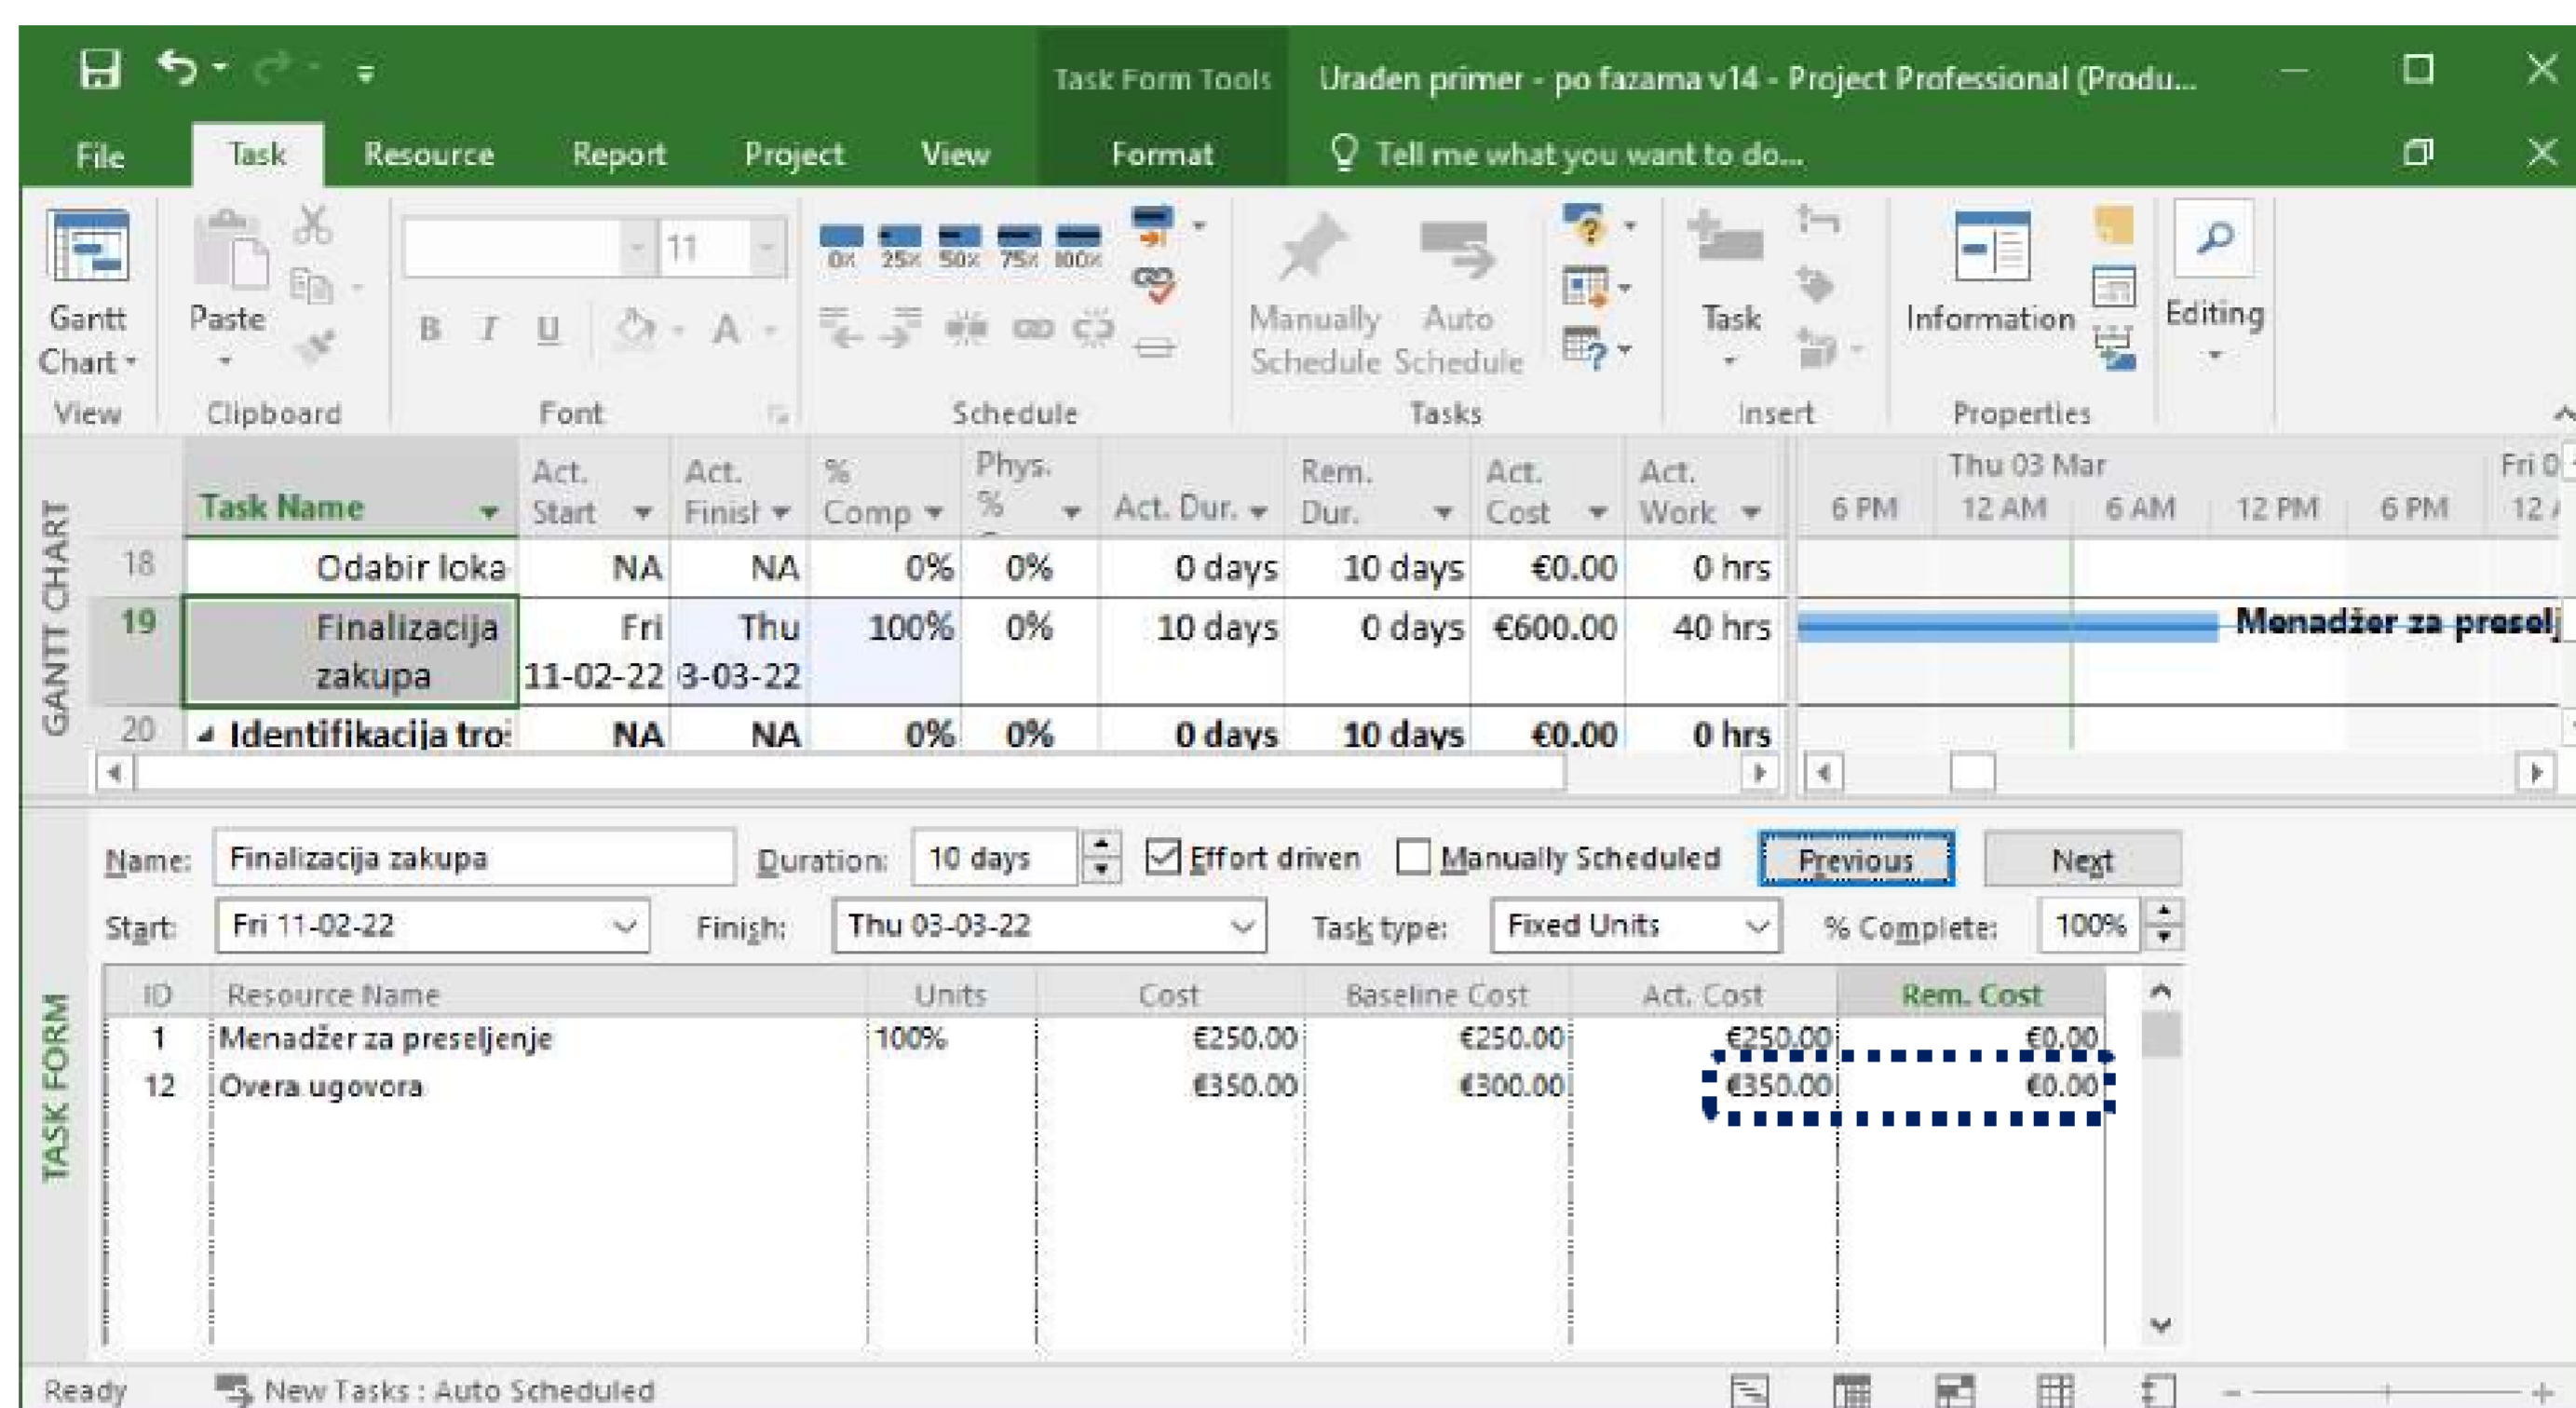 Task Form Tools
Urađen primer - po fazama v14 - Project Professional (Produ...
File Task Resource Report Project View Format Tell me what you want to do...
11
0% 25% 50% 75% 100%
Gantt Chart
Paste
B I U A
Manually Schedule
Auto Schedule
Task
Information
Editing
View Clipboard Font Schedule Tasks Insert Properties
GANTT CHART
Task Name Act. Start Act. Finish % Comp Phys. % Act. Dur. Rem. Dur. Act. Cost Act. Work
Thu 03 Mar
6 PM 12 AM 6 AM 12 PM 6 PM
18 Odabir loka NA NA 0% 0% 0 days 10 days €0.00 0 hrs
19 Finalizacija zakupa Fri 11-02-22 Thu 3-03-22 100% 0% 10 days 0 days €600.00 40 hrs
Menadžer za preselj
20 Identifikacija tro NA NA 0% 0% 0 days 10 days €0.00 0 hrs
TASK FORM
Name: Finalizacija zakupa Duration: 10 days Effort driven Manually Scheduled Previous Next
Start: Fri 11-02-22 Finish: Thu 03-03-22 Task type: Fixed Units % Complete: 100%
ID Resource Name Units Cost Baseline Cost Act. Cost Rem. Cost
1 Menadžer za preseljenje 100% €250.00 €250.00 €250.00 €0.00
12 Overa ugovora €350.00 €300.00 €350.00 €0.00
Ready New Tasks : Auto Scheduled